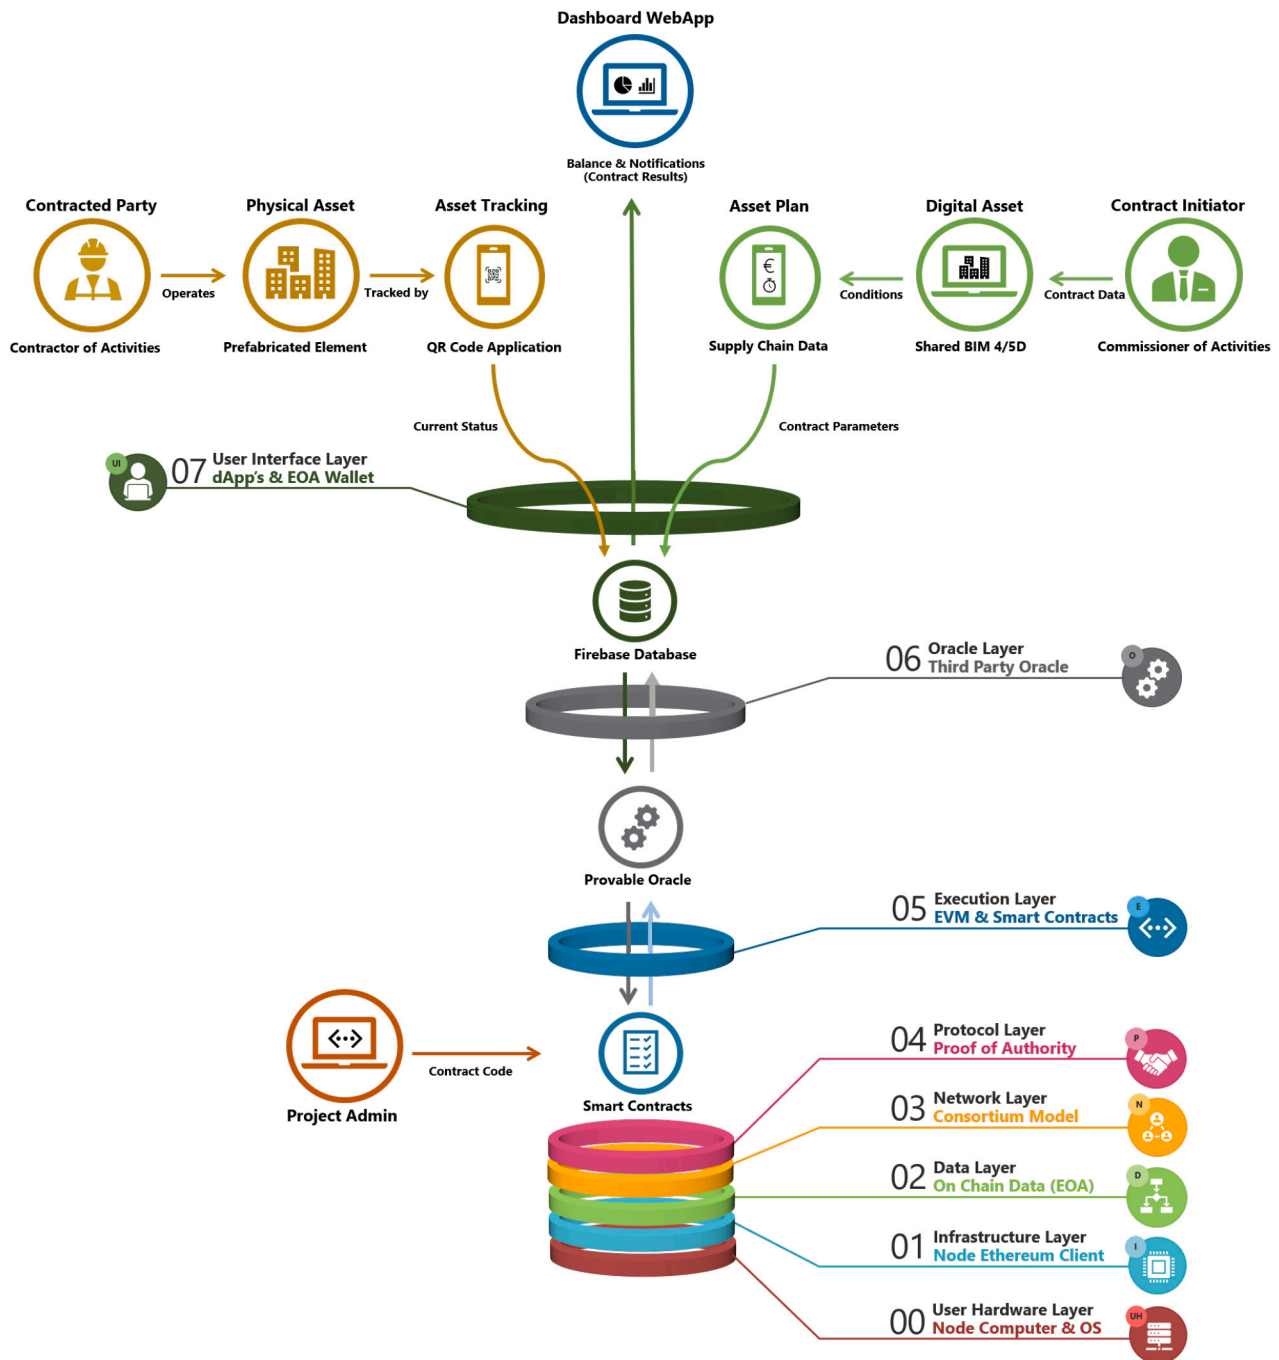 Dashboard WebApp
Balance & Notifications
(Contract Results)
Contracted Party
Physical Asset
Asset Tracking
Asset Plan
Digital Asset
Contract Initiator
€
Operates
Tracked by
Conditions
Contract Data
Contractor of Activities
Prefabricated Element
QR Code Application
Supply Chain Data
Shared BIM 4/5D
Commissioner of Activities
Current Status
Contract Parameters
UI
07 User Interface Layer
dApp's & EOA Wallet
Firebase Database
06 Oracle Layer
Third Party Oracle
O
Provable Oracle
05 Execution Layer
EVM & Smart Contracts
E
Contract Code
Project Admin
Smart Contracts
04 Protocol Layer
Proof of Authority
P
03 Network Layer
Consortium Model
N
02 Data Layer
On Chain Data (EOA)
D
01 Infrastructure Layer
Node Ethereum Client
I
00 User Hardware Layer
Node Computer & OS
UH